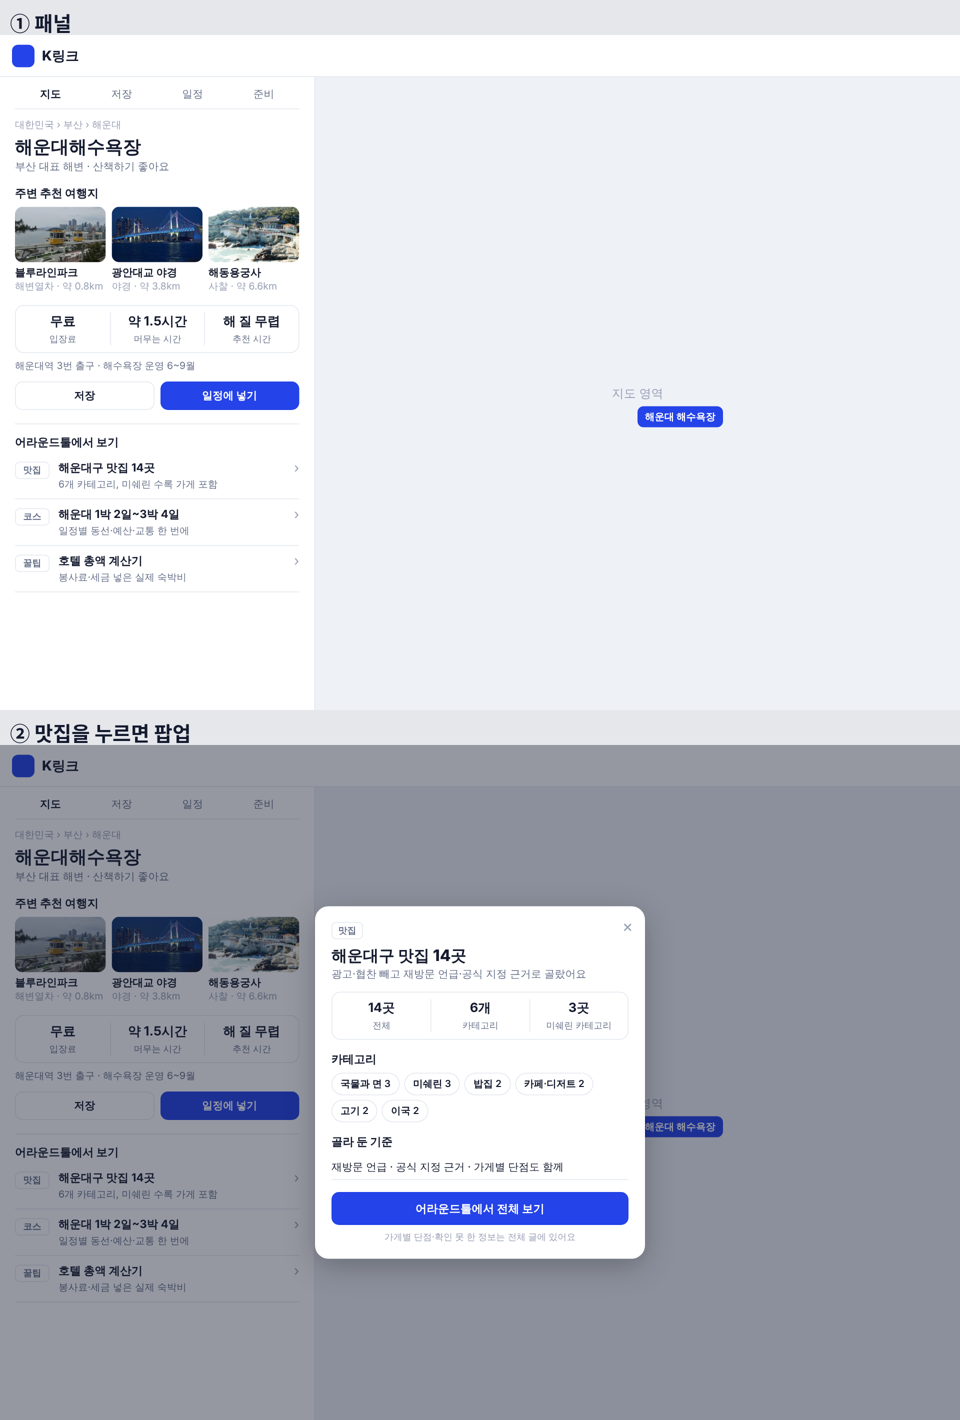 ① 패널
K링크
지도 저장 일정 준비
대한민국 › 부산 › 해운대
해운대해수욕장
부산 대표 해변 · 산책하기 좋아요
주변 추천 여행지
블루라인파크 광안대교 야경 해동용궁사
해변열차 · 약 0.8km 야경 · 약 3.8km 사찰 · 약 6.6km
무료 약 1.5시간 해 질 무렵
입장료 머무는 시간 추천 시간
해운대역 3번 출구 · 해수욕장 운영 6~9월
저장 일정에 넣기
어라운드툴에서 보기
맛집 해운대구 맛집 14곳
6개 카테고리, 미쉐린 수록 가게 포함
코스 해운대 1박 2일~3박 4일
일정별 동선·예산·교통 한 번에
꿀팁 호텔 총액 계산기
봉사료·세금 넣은 실제 숙박비
지도 영역
해운대 해수욕장
② 맛집을 누르면 팝업
K링크
지도 저장 일정 준비
대한민국 › 부산 › 해운대
해운대해수욕장
부산 대표 해변 · 산책하기 좋아요
주변 추천 여행지
블루라인파크 광안대교 야경 해동용궁사
해변열차 · 약 0.8km 야경 · 약 3.8km 사찰 · 약 6.6km
무료 약 1.5시간 해 질 무렵
입장료 머무는 시간 추천 시간
해운대역 3번 출구 · 해수욕장 운영 6~9월
저장 일정에 넣기
어라운드툴에서 보기
맛집 해운대구 맛집 14곳
6개 카테고리, 미쉐린 수록 가게 포함
코스 해운대 1박 2일~3박 4일
일정별 동선·예산·교통 한 번에
꿀팁 호텔 총액 계산기
봉사료·세금 넣은 실제 숙박비
맛집 ×
해운대구 맛집 14곳
광고·협찬 빼고 재방문 언급·공식 지정 근거로 골랐어요
14곳 6개 3곳
전체 카테고리 미쉐린 카테고리
카테고리
국물과 면 3 미쉐린 3 밥집 2 카페·디저트 2
고기 2 이국 2
골라 둔 기준
재방문 언급 · 공식 지정 근거 · 가게별 단점도 함께
어라운드툴에서 전체 보기
가게별 단점·확인 못 한 정보는 전체 글에 있어요
영역
해운대 해수욕장